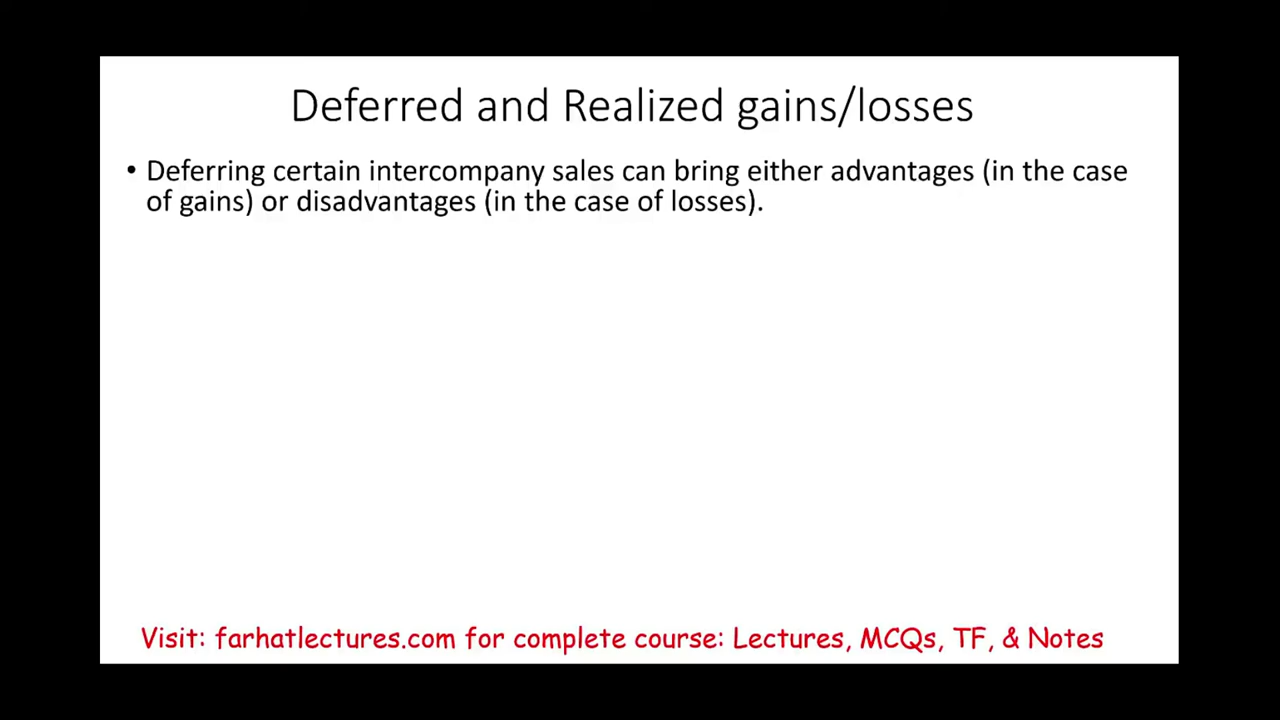 Deferred and Realized gains/losses
• Deferring certain intercompany sales can bring either advantages (in the case
of gains) or disadvantages (in the case of losses).
Visit: farhatlectures.com for complete course: Lectures, MCQs, TF, & Notes